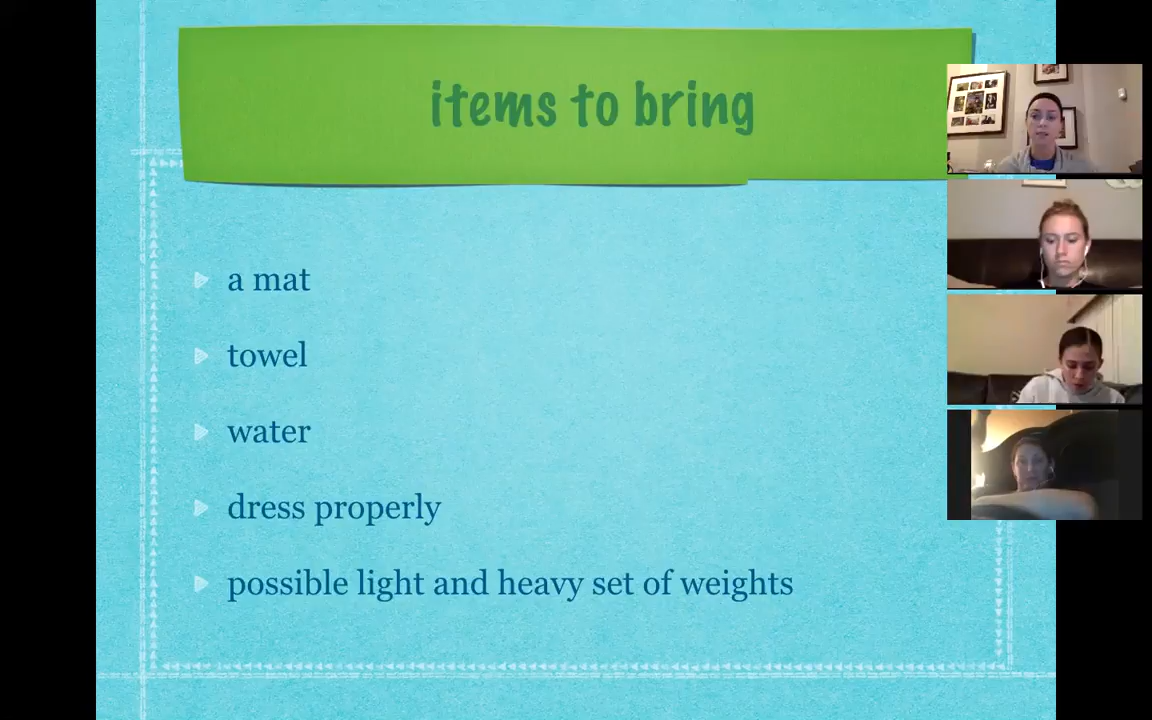 items to bring
a mat
towel
water
dress properly
possible light and heavy set of weights